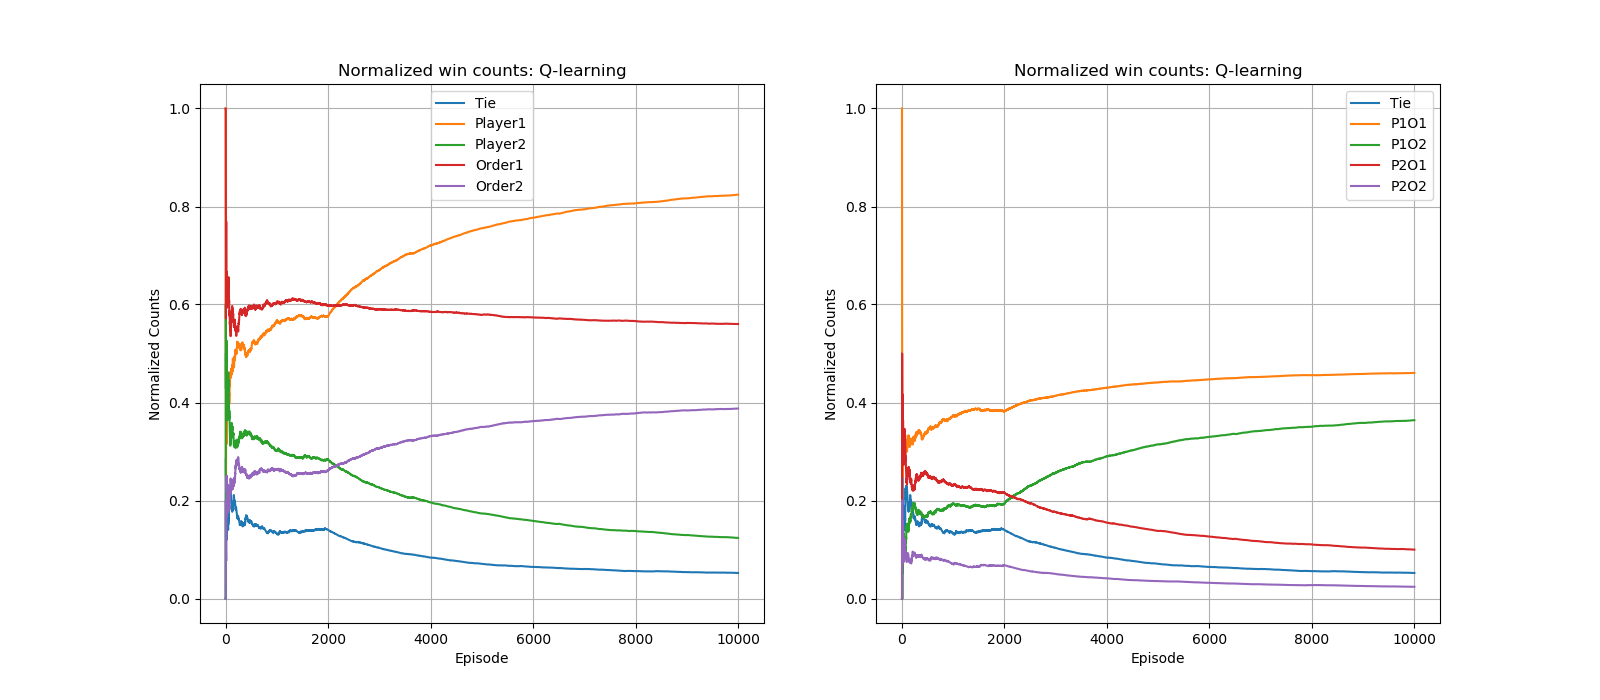 Normalized win counts: Q-learning
Tie
Player1
Player2
Order1
Order2
1.0
0.8
0.6
0.4
0.2
0.0
Normalized Counts
0 2000 4000 6000 8000 10000
Episode
Normalized win counts: Q-learning
Tie
P1O1
P1O2
P2O1
P2O2
1.0
0.8
0.6
0.4
0.2
0.0
Normalized Counts
0 2000 4000 6000 8000 10000
Episode